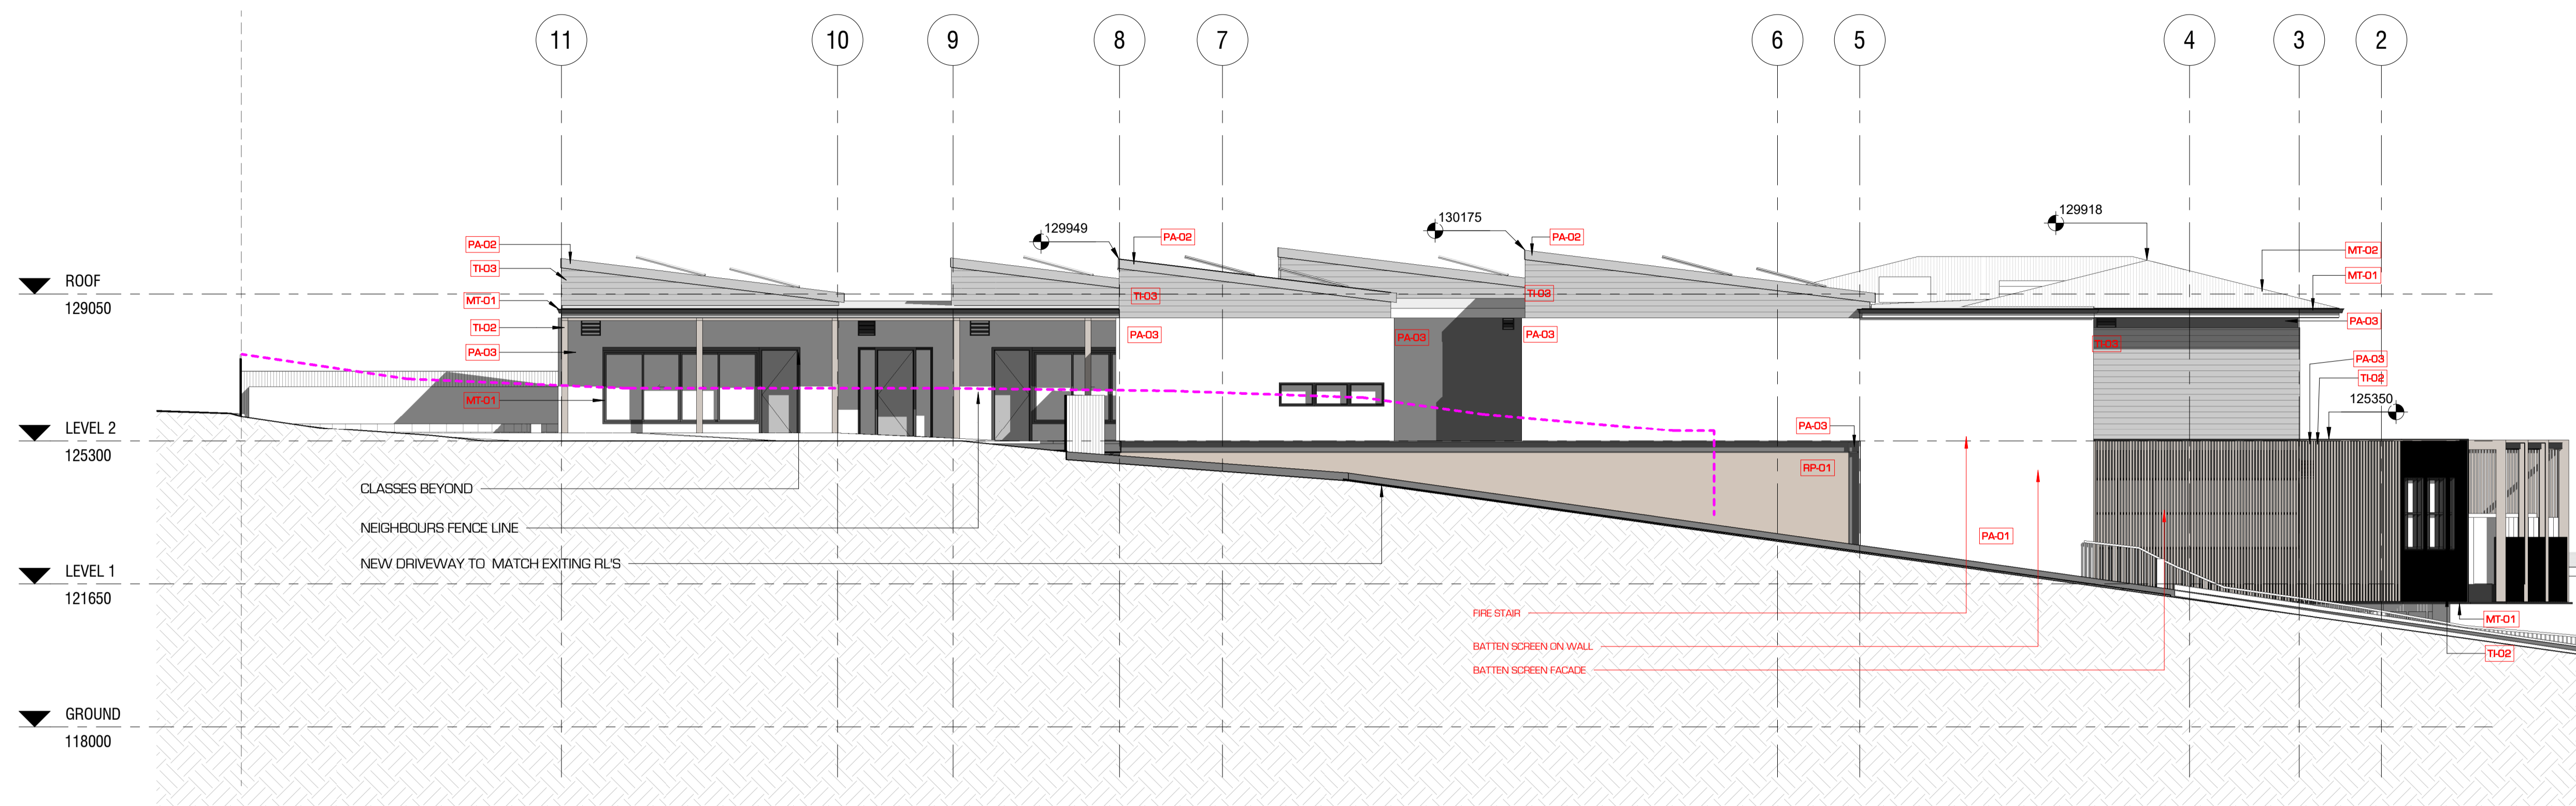 11 10 9 8 7 6 5 4 3 2
129949
130175
129918
PA-02
PA-02
PA-02
MT-02
TI-03
MT-01
ROOF
129050
TI-03
TI-03
MT-01
TI-02
PA-03
PA-03
PA-03
PA-03
PA-03
TI-03
PA-03
PA-03
TI-02
MT-01
125350
LEVEL 2
125300
PA-03
RP-01
CLASSES BEYOND
NEIGHBOURS FENCE LINE
PA-01
NEW DRIVEWAY TO MATCH EXITING RL'S
LEVEL 1
121650
FIRE STAIR
MT-01
BATTEN SCREEN ON WALL
TI-02
BATTEN SCREEN FACADE
GROUND
118000